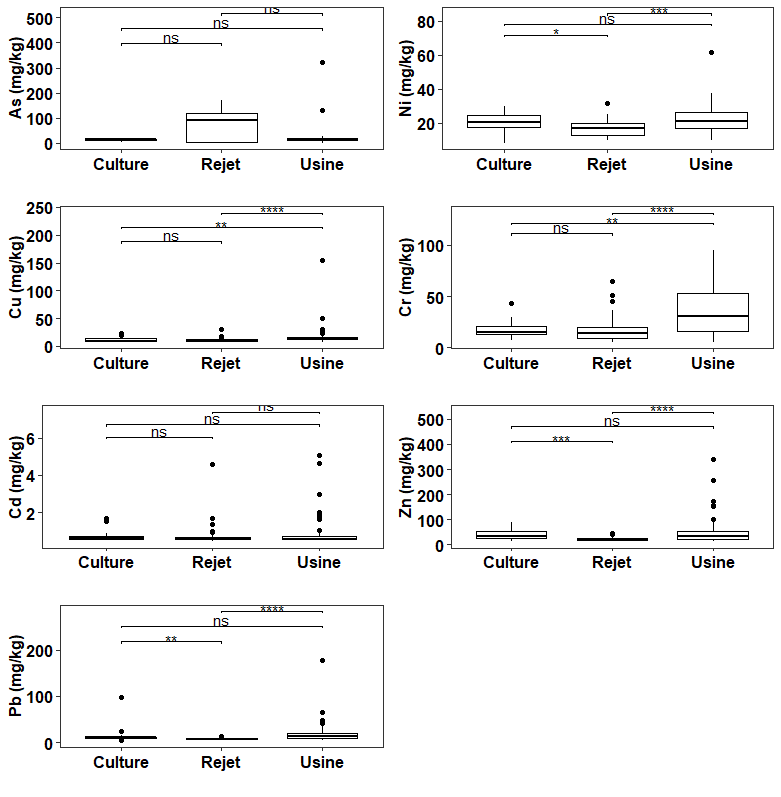 As (mg/kg)
500
400
300
200
100
0
ns
ns
ns
Culture Rejet Usine
Ni (mg/kg)
80
60
40
20
***
ns
*
Culture Rejet Usine
Cu (mg/kg)
250
200
150
100
50
0
****
**
ns
Culture Rejet Usine
Cr (mg/kg)
100
50
0
****
**
ns
Culture Rejet Usine
Cd (mg/kg)
6
4
2
ns
ns
ns
Culture Rejet Usine
Zn (mg/kg)
500
400
300
200
100
0
****
ns
***
Culture Rejet Usine
Pb (mg/kg)
200
100
0
****
ns
**
Culture Rejet Usine